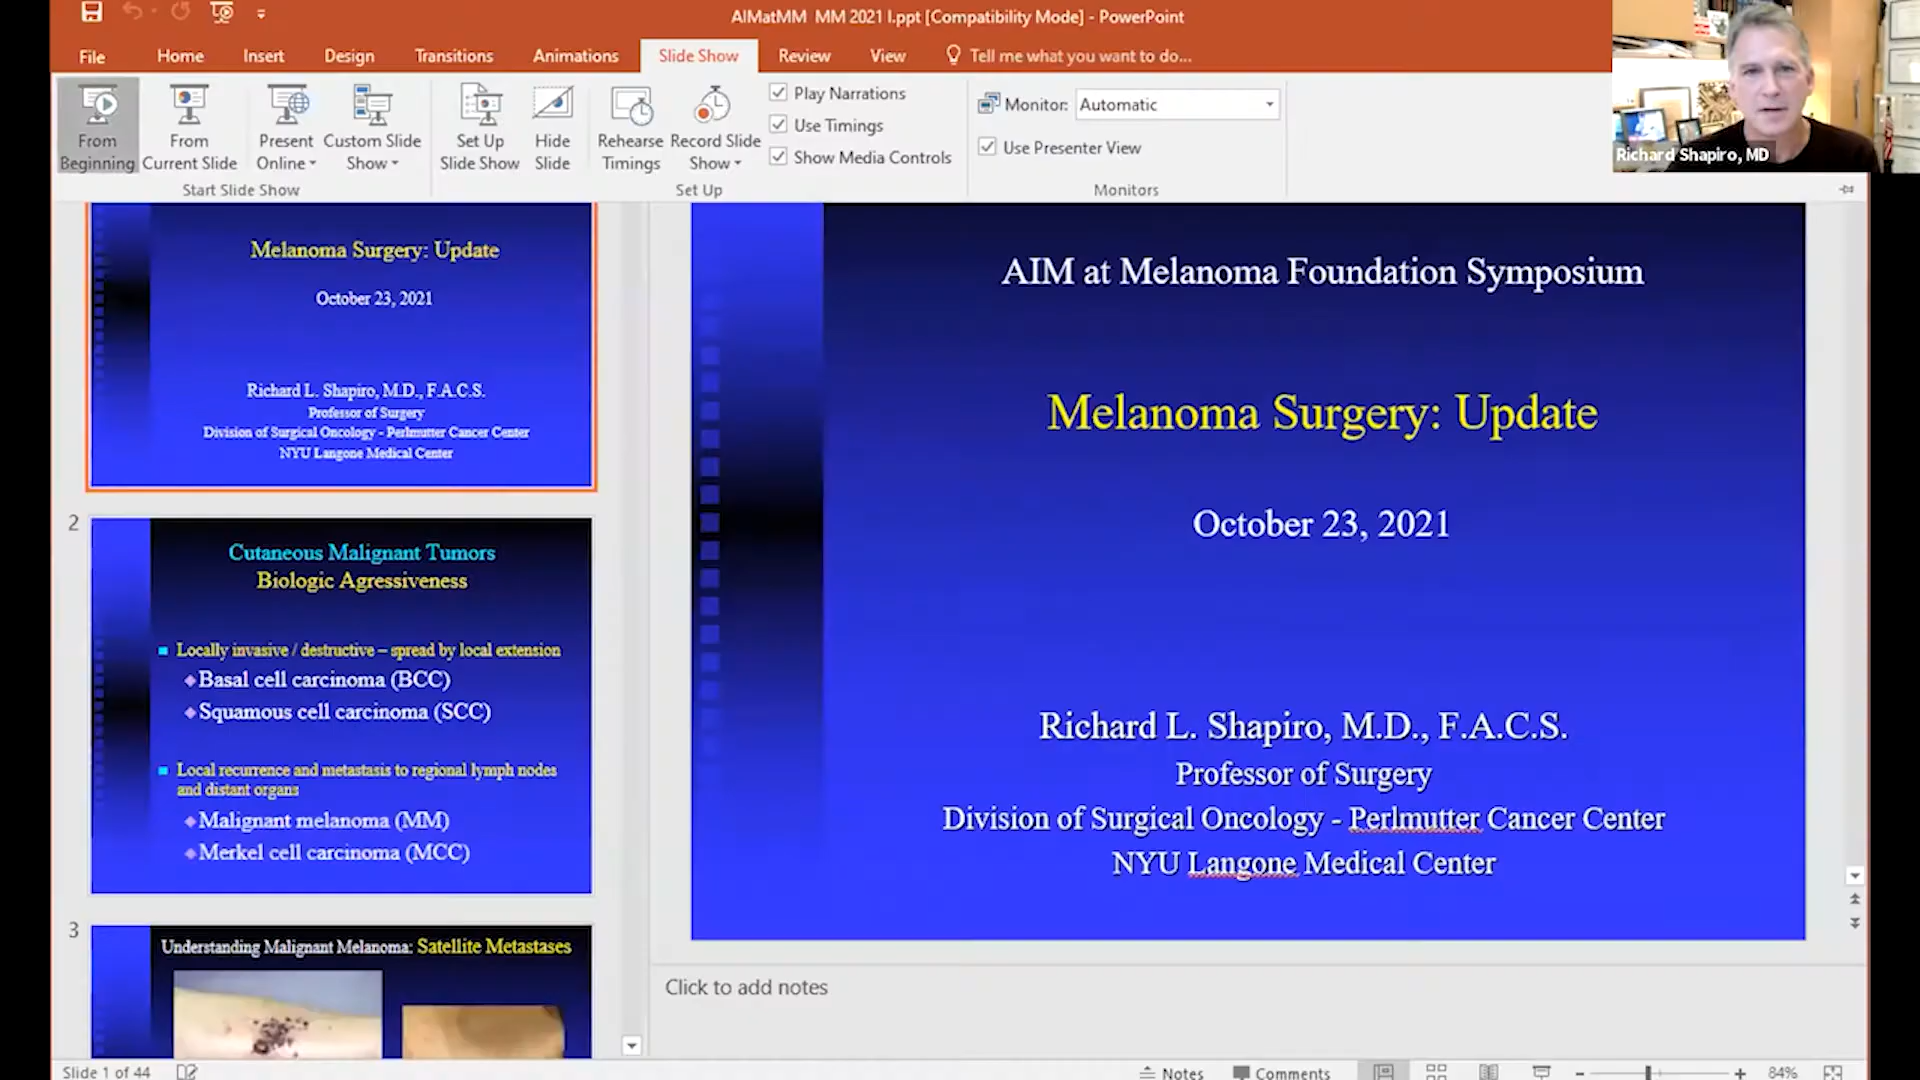 AIMatMM MM 2021 I.ppt [Compatibility Mode] - PowerPoint
File Home Insert Design Transitions Animations Slide Show Review View Tell me what you want to do...
From Beginning
From Current Slide
Present Online
Custom Slide Show
Set Up Slide Show
Hide Slide
Rehearse Timings
Record Slide Show
Play Narrations
Use Timings
Show Media Controls
Monitor: Automatic
Use Presenter View
Start Slide Show
Set Up
Monitors
Richard Shapiro, MD
Melanoma Surgery: Update
October 23, 2021
Richard L. Shapiro, M.D., F.A.C.S.
Professor of Surgery
Division of Surgical Oncology - Perlmutter Cancer Center
NYU Langone Medical Center
2
Cutaneous Malignant Tumors
Biologic Agressiveness
Locally invasive / destructive – spread by local extension
Basal cell carcinoma (BCC)
Squamous cell carcinoma (SCC)
Local recurrence and metastasis to regional lymph nodes
and distant organs
Malignant melanoma (MM)
Merkel cell carcinoma (MCC)
3
Understanding Malignant Melanoma: Satellite Metastases
AIM at Melanoma Foundation Symposium
Melanoma Surgery: Update
October 23, 2021
Richard L. Shapiro, M.D., F.A.C.S.
Professor of Surgery
Division of Surgical Oncology - Perlmutter Cancer Center
NYU Langone Medical Center
Click to add notes
Slide 1 of 44
Notes
Comments
84%